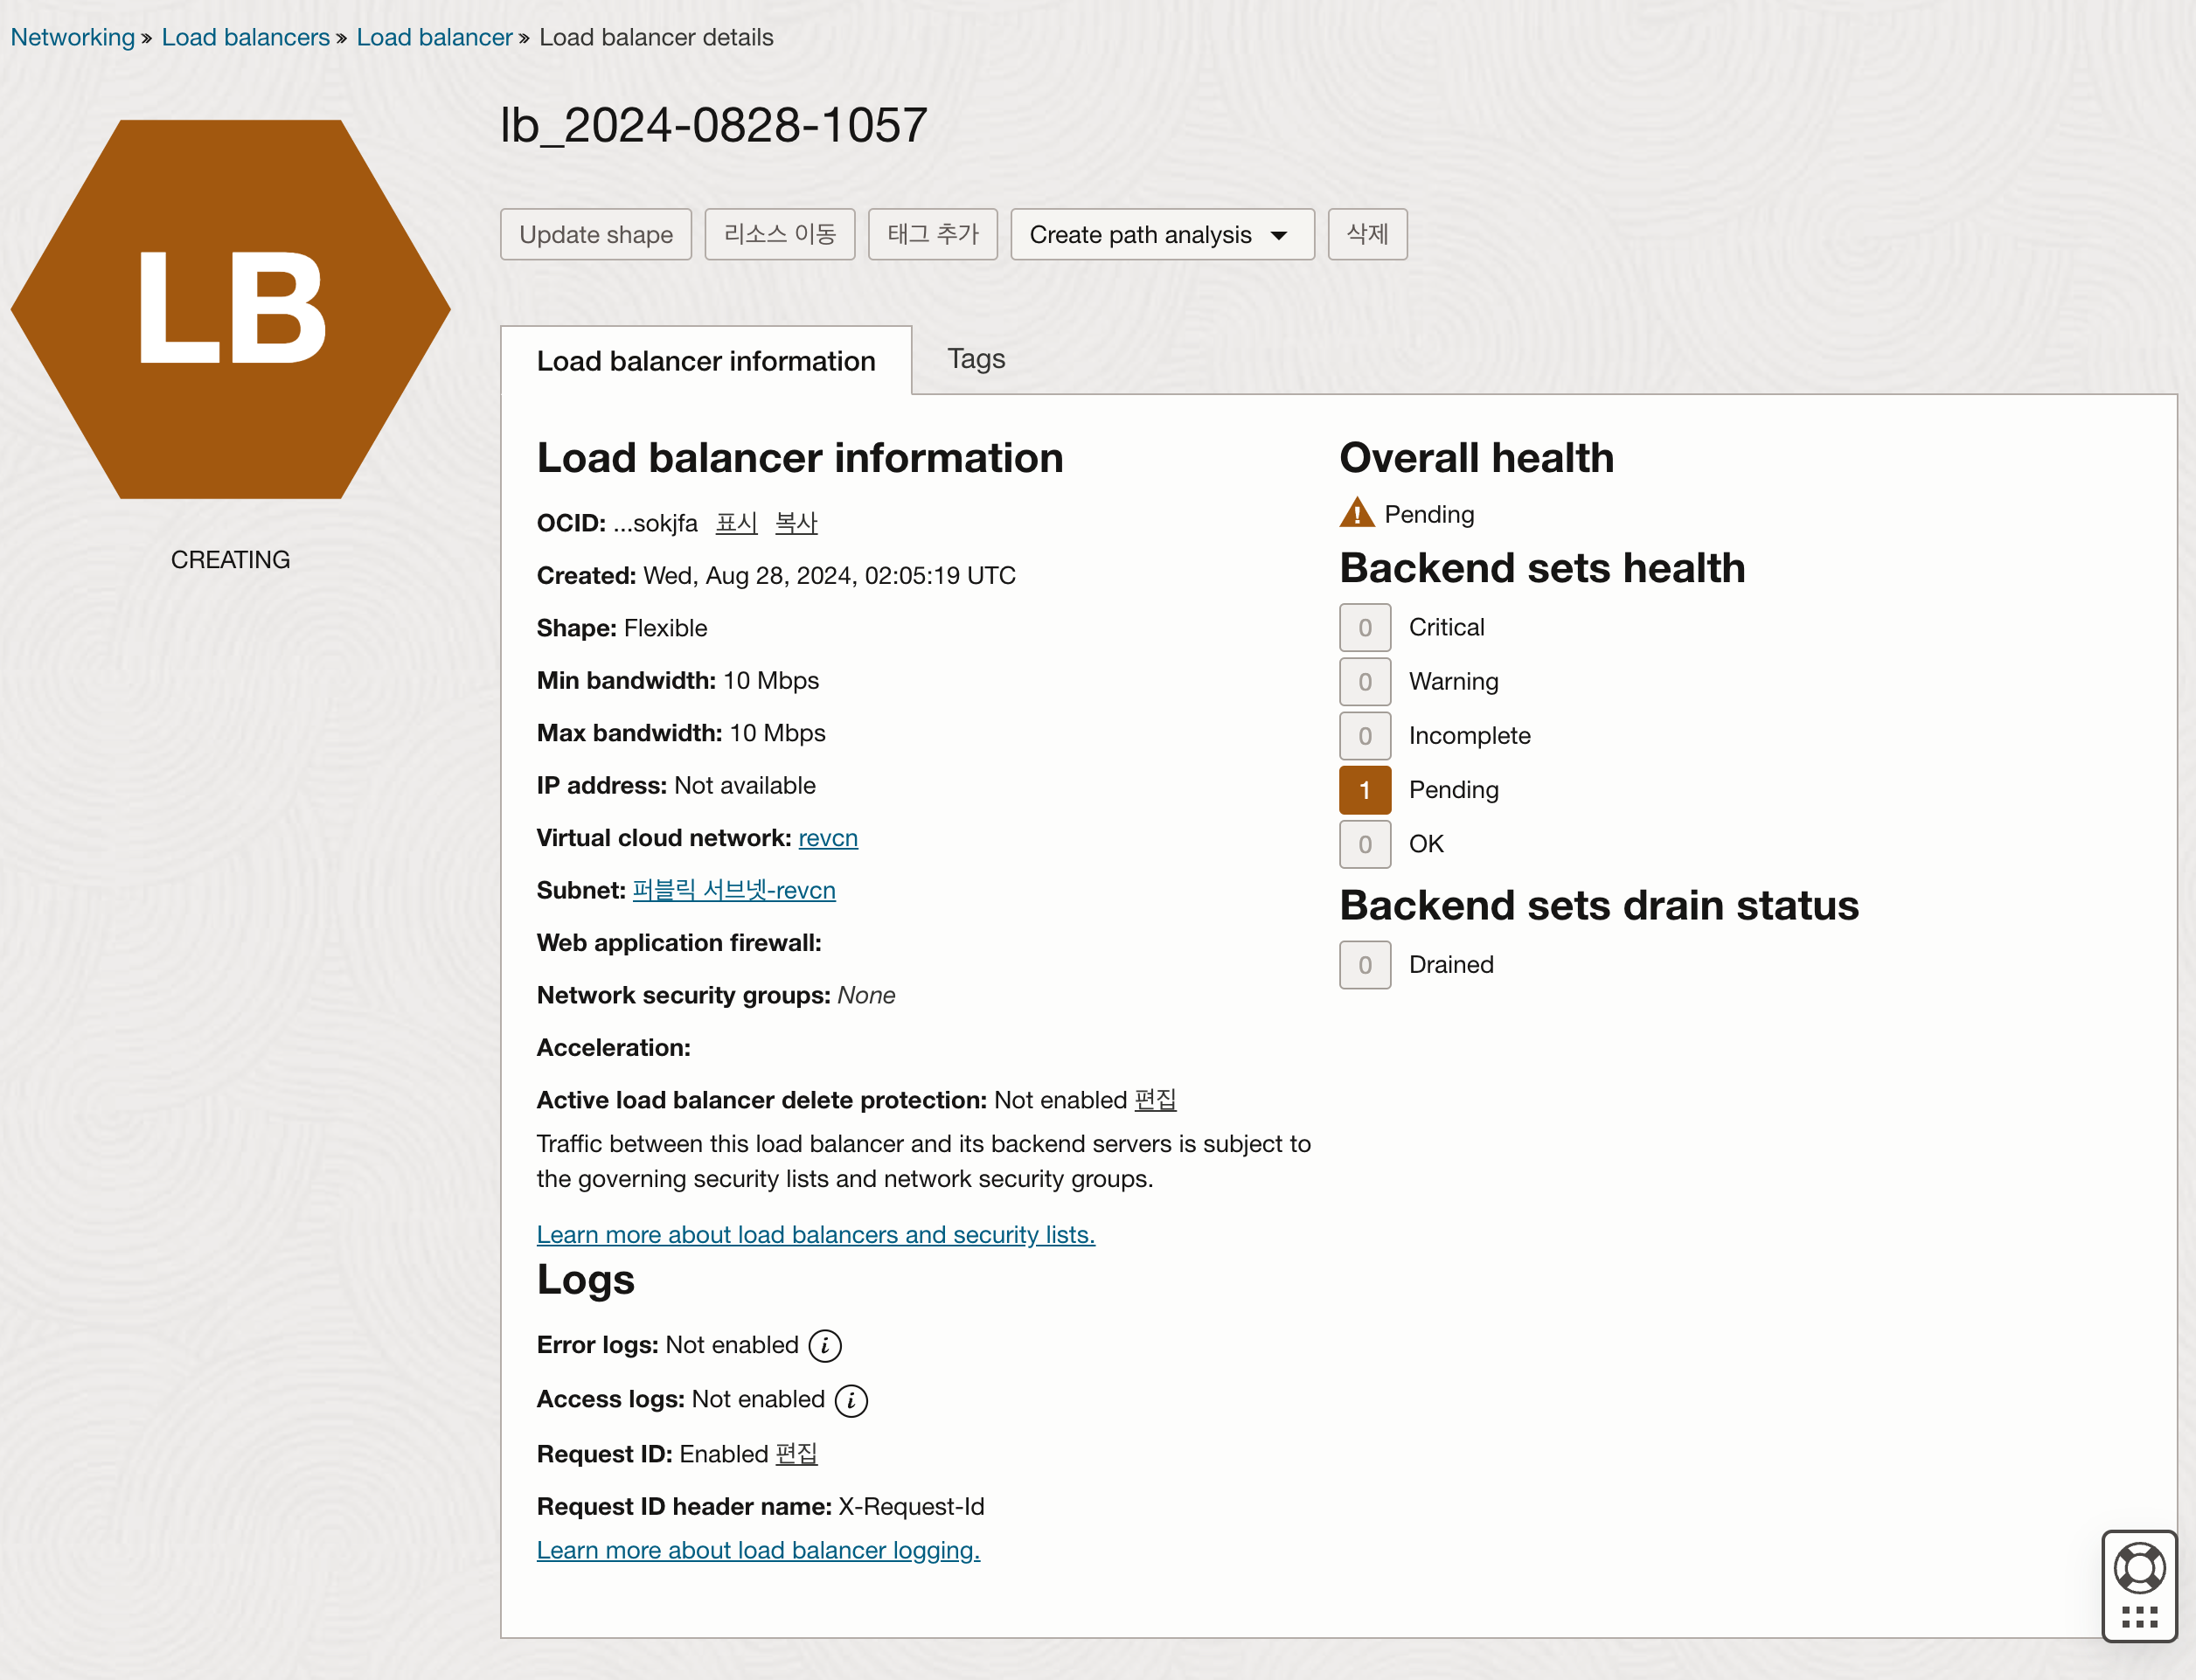 Networking » Load balancers » Load balancer » Load balancer details
LB
CREATING
lb_2024-0828-1057
Update shape 리소스 이동 태그 추가 Create path analysis 삭제
Load balancer information Tags
Load balancer information
OCID: ...sokjfa 표시 복사
Created: Wed, Aug 28, 2024, 02:05:19 UTC
Shape: Flexible
Min bandwidth: 10 Mbps
Max bandwidth: 10 Mbps
IP address: Not available
Virtual cloud network: revcn
Subnet: 퍼블릭 서브넷-revcn
Web application firewall:
Network security groups: None
Acceleration:
Active load balancer delete protection: Not enabled 편집
Traffic between this load balancer and its backend servers is subject to
the governing security lists and network security groups.
Learn more about load balancers and security lists.
Logs
Error logs: Not enabled i
Access logs: Not enabled i
Request ID: Enabled 편집
Request ID header name: X-Request-Id
Learn more about load balancer logging.
Overall health
Pending
Backend sets health
0 Critical
0 Warning
0 Incomplete
1 Pending
0 OK
Backend sets drain status
0 Drained